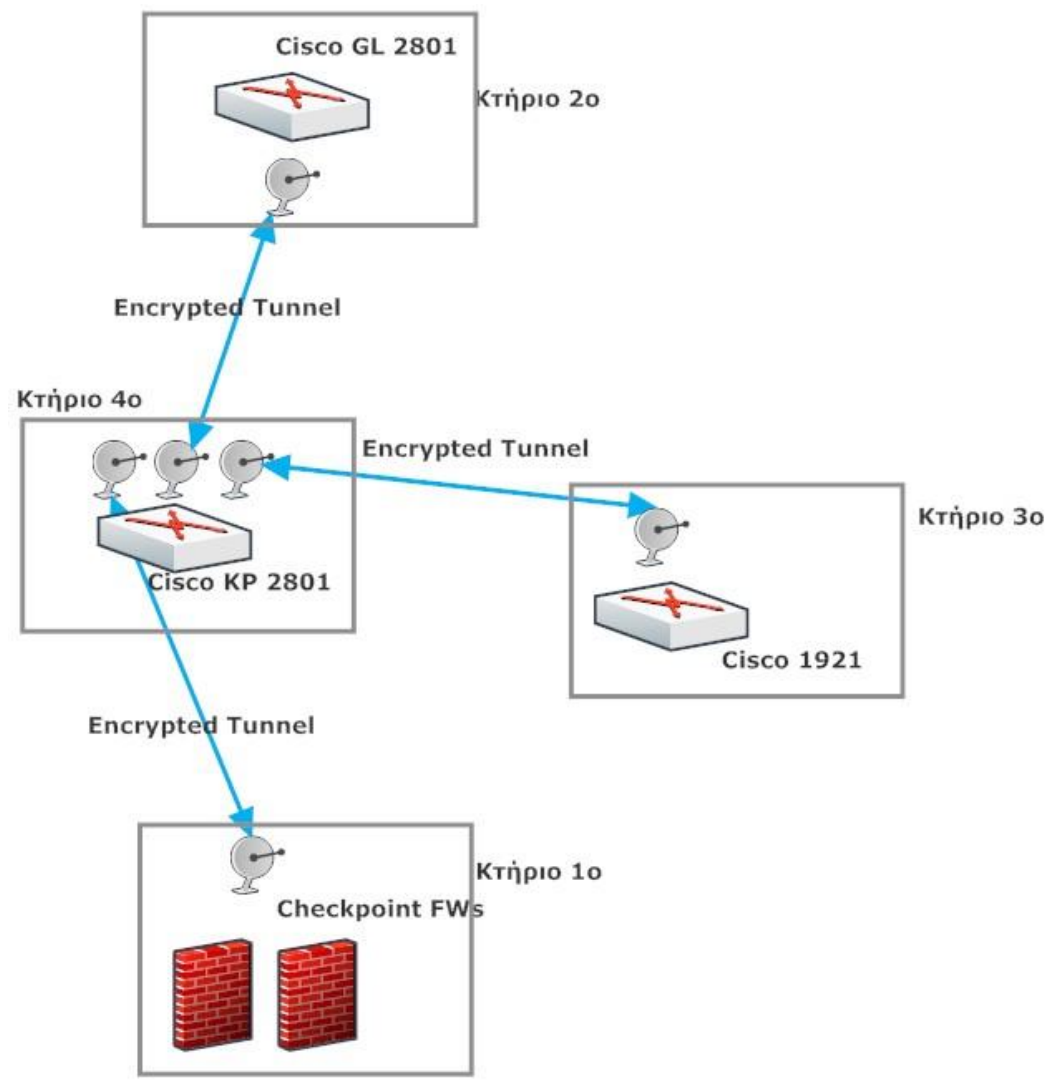 Cisco GL 2801
Κτήριο 2ο
Encrypted Tunnel
Κτήριο 4ο
Encrypted Tunnel
Κτήριο 3ο
Cisco KP 2801
Cisco 1921
Encrypted Tunnel
Κτήριο 1ο
Checkpoint FWs